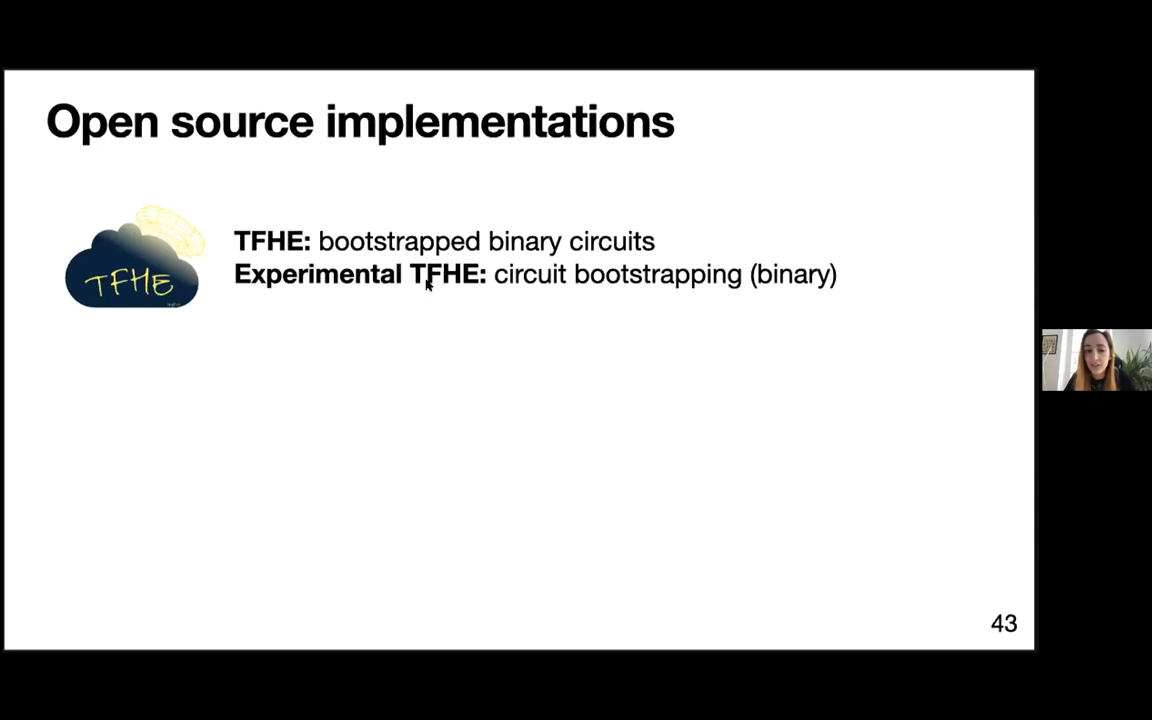 Open source implementations
TFHE
TFHE: bootstrapped binary circuits
Experimental TFHE: circuit bootstrapping (binary)
43